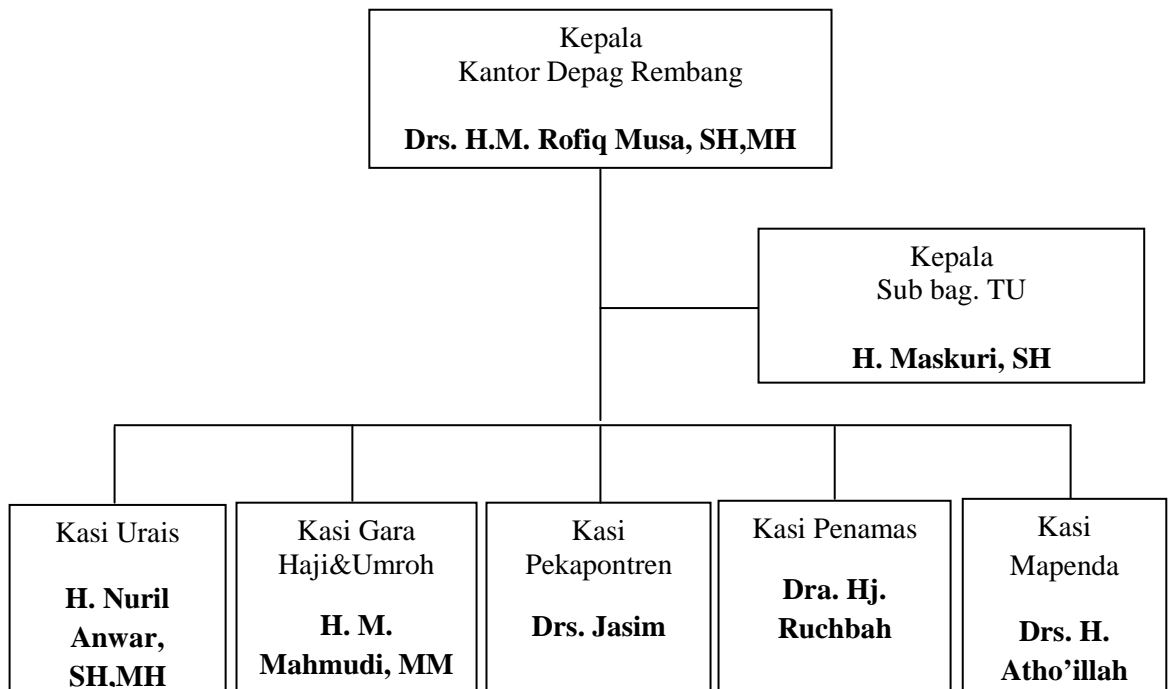 Kepala
Kantor Depag Rembang
Drs. H.M. Rofiq Musa, SH,MH
Kepala
Sub bag. TU
H. Maskuri, SH
Kasi Urais
H. Nuril
Anwar,
SH,MH
Kasi Gara
Haji&Umroh
H. M.
Mahmudi, MM
Kasi
Pekapontren
Drs. Jasim
Kasi Penamas
Dra. Hj.
Ruchbah
Kasi
Mapenda
Drs. H.
Atho’illah